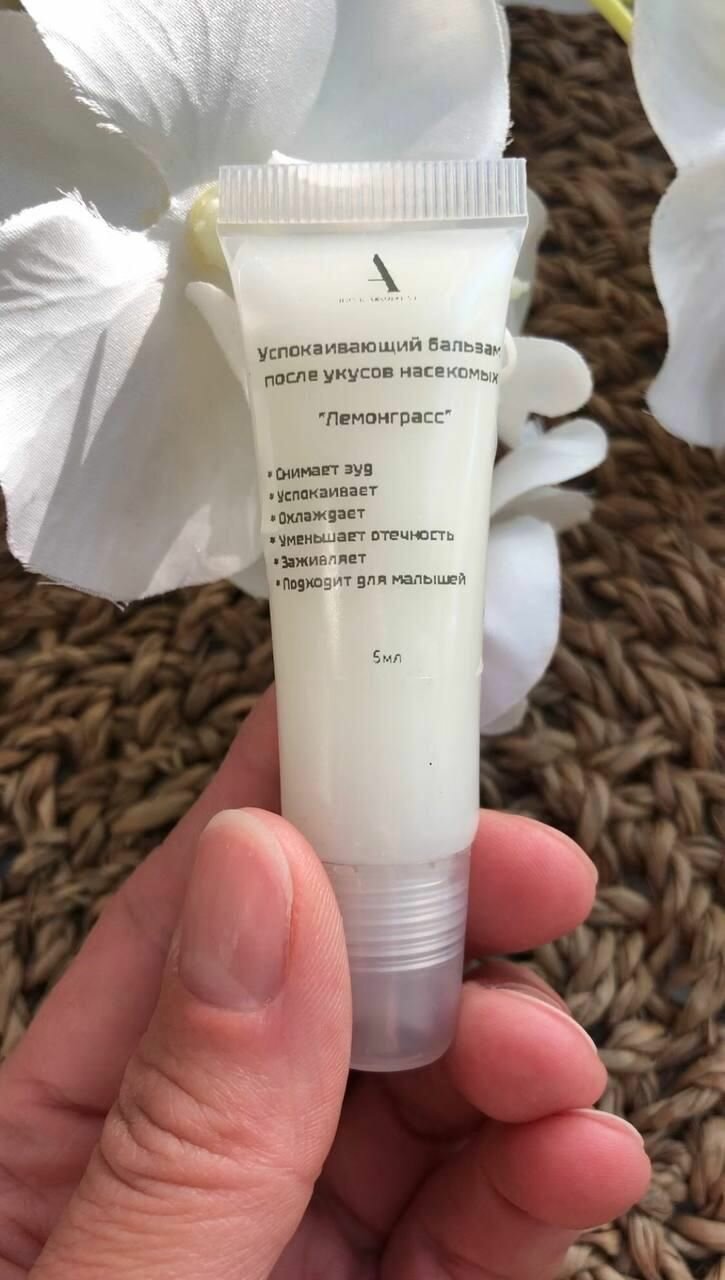 A
Успокаивающий бальзам
после укусов насекомых
"Лемонграсс"
• Снимает зуд
• Успокаивает
• Охлаждает
• Уменьшает отечность
• Заживляет
• Подходит для малышей
5мл